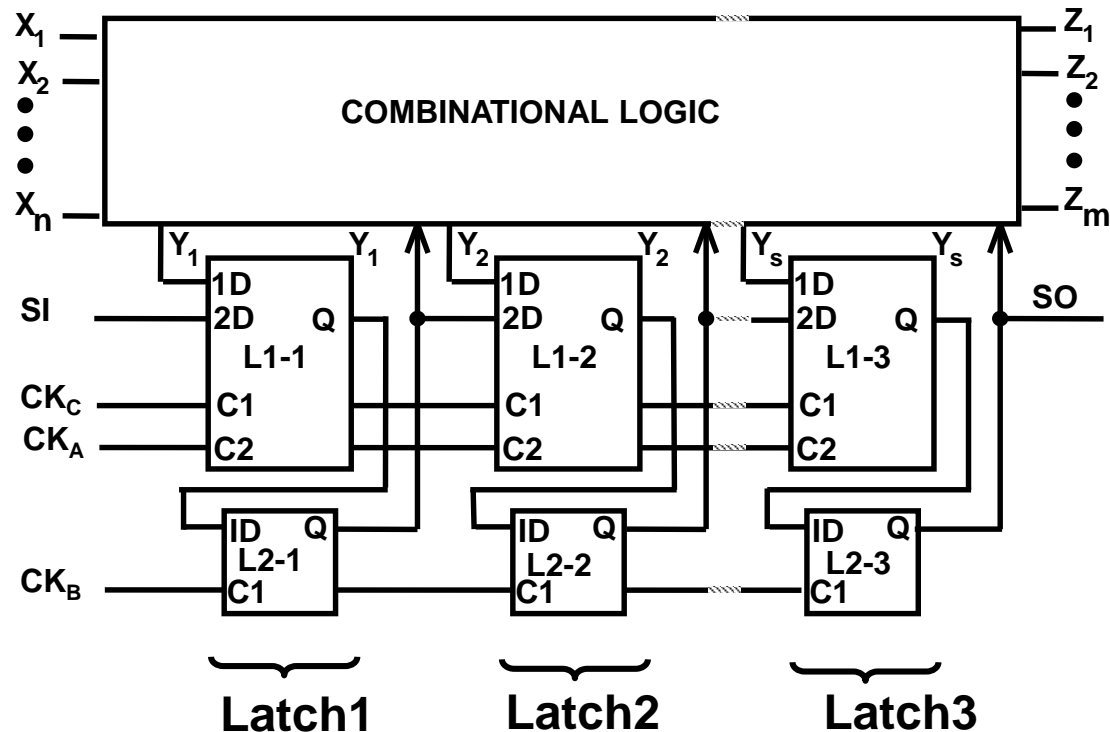 X1
Z1
X2
Z2
COMBINATIONAL LOGIC
Xn
Zm
Y1 Y1 Y2 Y2 Ys Ys
1D 1D 1D
SI 2D Q 2D Q 2D Q SO
L1-1 L1-2 L1-3
CKC C1 C1 C1
CKA C2 C2 C2
ID Q ID Q ID Q
L2-1 L2-2 L2-3
CKB C1 C1 C1
Latch1 Latch2 Latch3